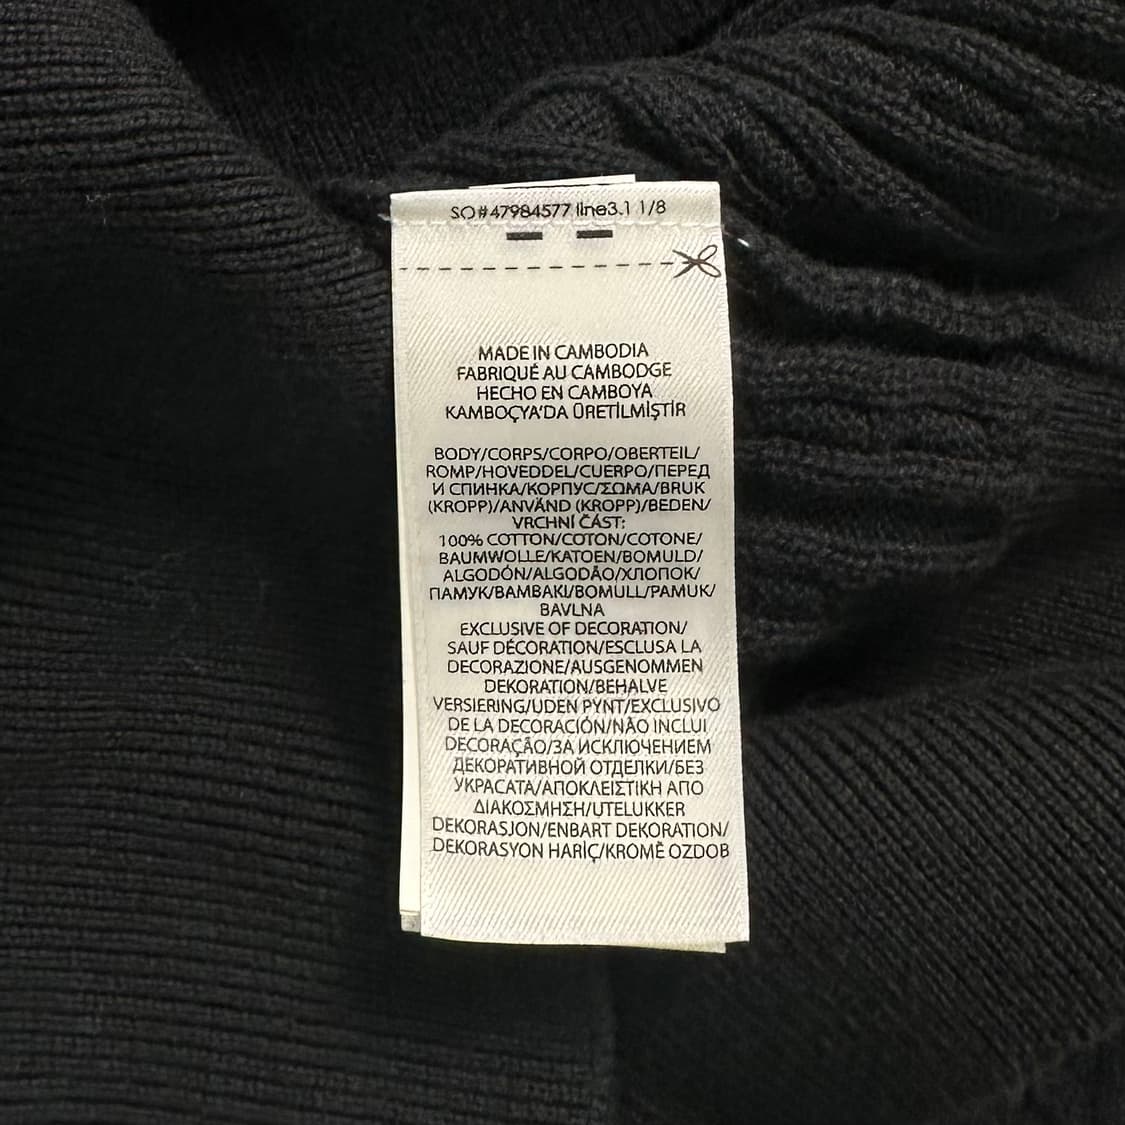 SO#47984577 line3.1 1/8
MADE IN CAMBODIA
FABRIQUÉ AU CAMBODGE
HECHO EN CAMBOYA
KAMBOÇYA'DA ÜRETİLMİŞTİR
BODY/CORPS/CORPO/OBERTEIL/
ROMP/HOVEDDEL/CUERPO/ПЕРЕД
И СПИНКА/КОРПУС/ΣΩΜΑ/BRUK
(KROPP)/ANVÄND (KROPP)/BEDEN/
VRCHNÍ ČÁST:
100% COTTON/COTON/COTONE/
BAUMWOLLE/KATOEN/BOMULD/
ALGODÓN/ALGODÃO/ХЛОПОК/
ПАМУК/ΒΑΜΒΑΚΙ/BOMULL/PAMUK/
BAVLNA
EXCLUSIVE OF DECORATION/
SAUF DÉCORATION/ESCLUSA LA
DECORAZIONE/AUSGENOMMEN
DEKORATION/BEHALVE
VERSIERING/UDEN PYNT/EXCLUSIVO
DE LA DECORACIÓN/NÃO INCLUI
DECORAÇÃO/ЗА ИСКЛЮЧЕНИЕМ
ДЕКОРАТИВНОЙ ОТДЕЛКИ/БЕЗ
УКРАСАТА/ΑΠΟΚΛΕΙΣΤΙΚΗ ΑΠΟ
ΔΙΑΚΟΣΜΗΣΗ/UTELUKKER
DEKORASJON/ENBART DEKORATION/
DEKORASYON HARİÇ/KROMĚ OZDOB